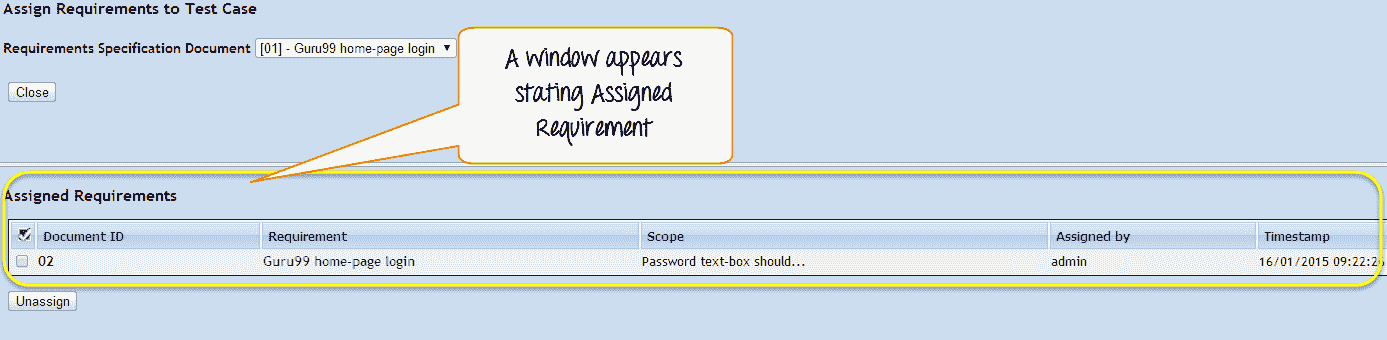 Assign Requirements to Test Case
Requirements Specification Document [01] - Guru99 home-page login
A window appears
stating Assigned
Requirement
Close
Assigned Requirements
Document ID Requirement Scope Assigned by Timestamp
02 Guru99 home-page login Password text-box should... admin 16/01/2015 09:22:26
Unassign